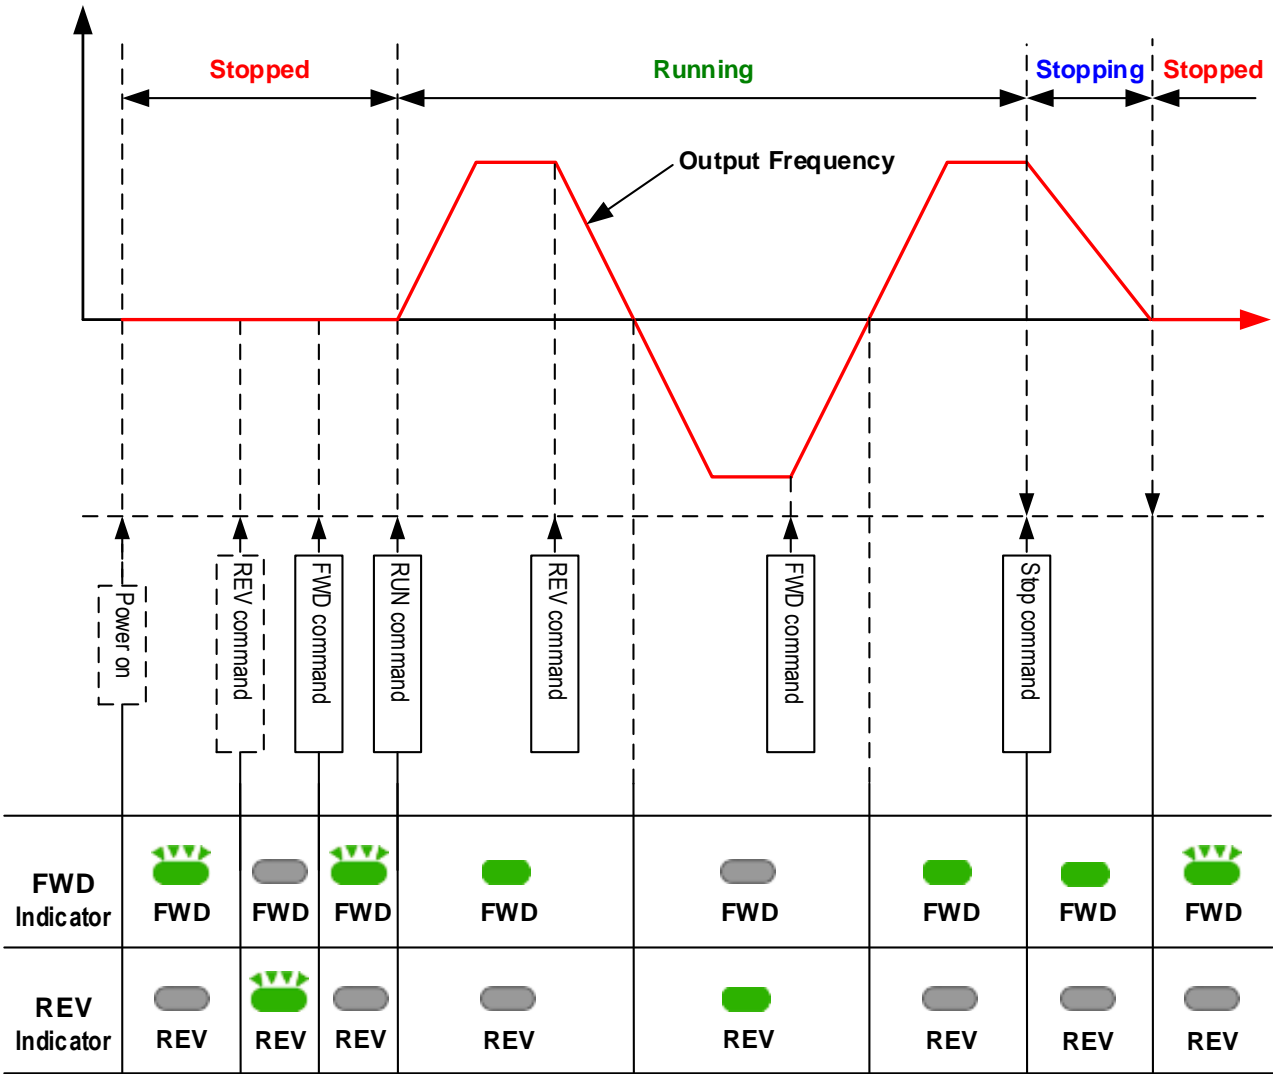 Stopped
Running
Stopping
Stopped
Output Frequency
Power on
REV command
FWD command
RUN command
REV command
FWD command
Stop command
FWD
Indicator
FWD
FWD
FWD
FWD
FWD
FWD
FWD
FWD
REV
Indicator
REV
REV
REV
REV
REV
REV
REV
REV